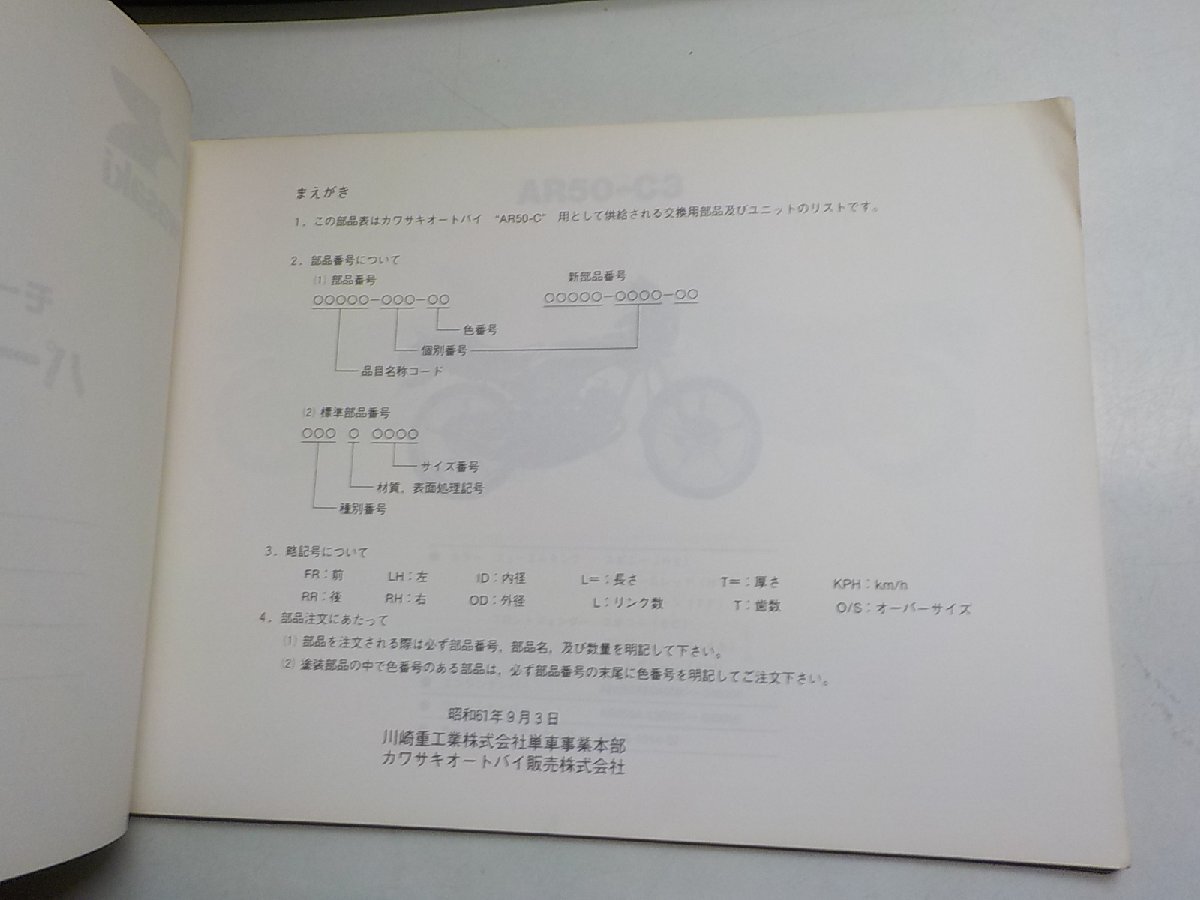 まえがき
1. この部品表はカワサキオートバイ “AR50-C” 用として供給される交換用部品及びユニットのリストです。
2. 部品番号について
(1) 部品番号
新部品番号
○○○○○-○○○-○○
○○○○○-○○○○-○○
色番号
個別番号
品目名称コード
(2) 標準部品番号
○○○ ○ ○○○○
サイズ番号
材質, 表面処理記号
種別番号
3. 略記号について
FR:前 LH:左 ID:内径 L=:長さ T=:厚さ KPH:km/h
RR:後 RH:右 OD:外径 L:リンク数 T:歯数 O/S:オーバーサイズ
4. 部品注文にあたって
(1) 部品を注文される際は必ず部品番号, 部品名, 及び数量を明記して下さい。
(2) 塗装部品の中で色番号のある部品は, 必ず部品番号の末尾に色番号を明記してご注文下さい。
昭和61年9月3日
川崎重工業株式会社単車事業本部
カワサキオートバイ販売株式会社
AR50-C3